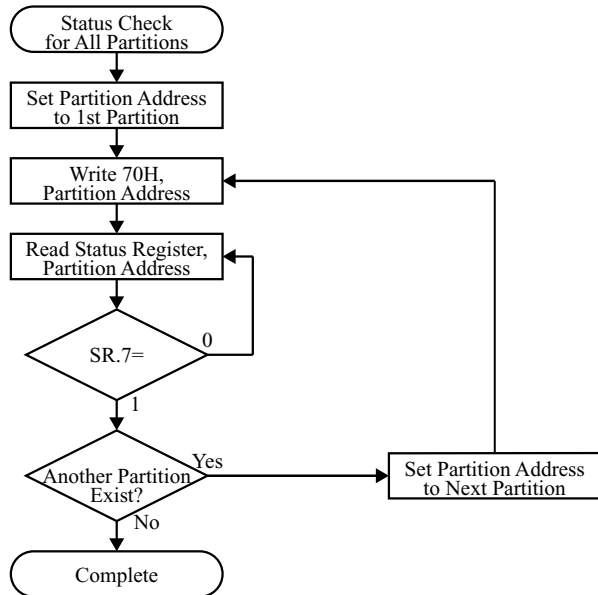 Status Check
for All Partitions
Set Partition Address
to 1st Partition
Write 70H,
Partition Address
Read Status Register,
Partition Address
SR.7=
0
1
Another Partition
Exist?
Yes
Set Partition Address
to Next Partition
No
Complete